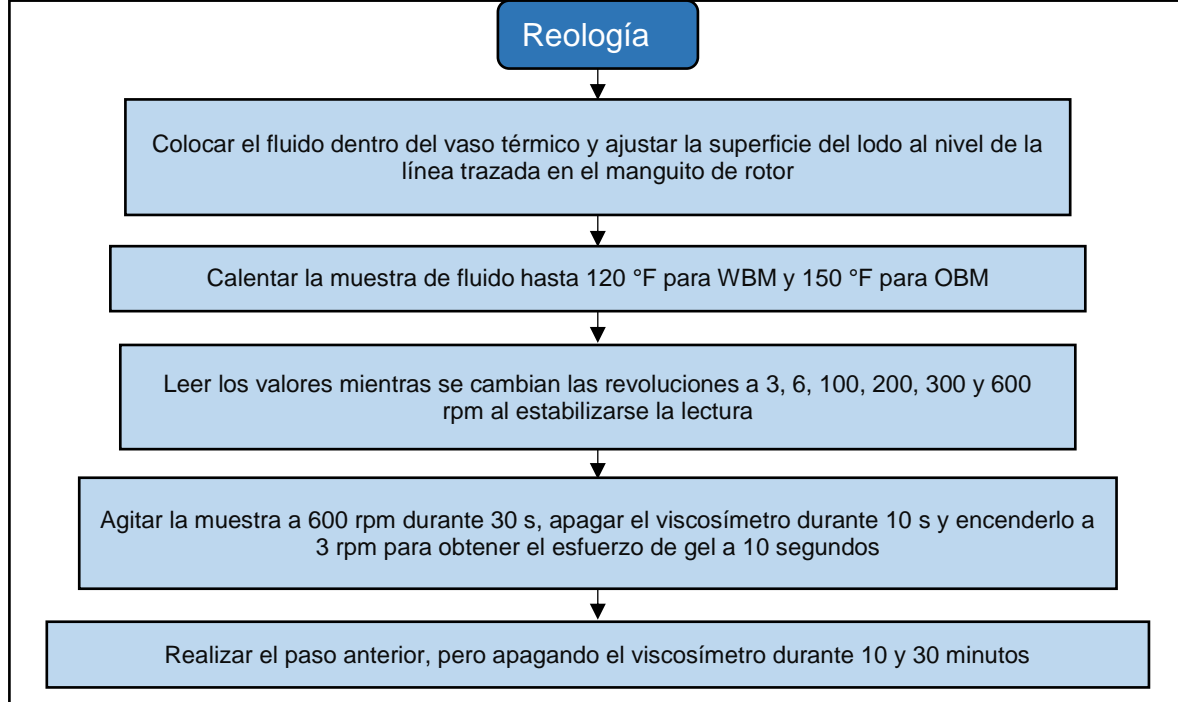 Reología
Colocar el fluido dentro del vaso térmico y ajustar la superficie del lodo al nivel de la
línea trazada en el manguito de rotor
Calentar la muestra de fluido hasta 120 °F para WBM y 150 °F para OBM
Leer los valores mientras se cambian las revoluciones a 3, 6, 100, 200, 300 y 600
rpm al estabilizarse la lectura
Agitar la muestra a 600 rpm durante 30 s, apagar el viscosímetro durante 10 s y encenderlo a
3 rpm para obtener el esfuerzo de gel a 10 segundos
Realizar el paso anterior, pero apagando el viscosímetro durante 10 y 30 minutos